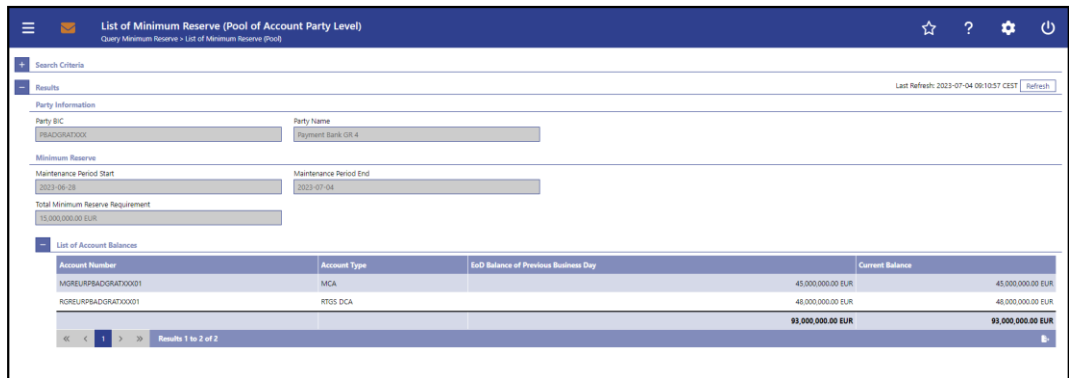 List of Minimum Reserve (Pool of Account Party Level)
Query Minimum Reserve > List of Minimum Reserve (Pool)
Search Criteria
Results
Last Refresh: 2023-07-04 09:10:57 CEST Refresh
Party Information
Party BIC Party Name
PBADGRATXXX Payment Bank GR 4
Minimum Reserve
Maintenance Period Start Maintenance Period End
2023-06-28 2023-07-04
Total Minimum Reserve Requirement
15,000,000.00 EUR
List of Account Balances
Account Number Account Type EoD Balance of Previous Business Day Current Balance
MGREURPBADGRATXXX01 MCA 45,000,000.00 EUR 45,000,000.00 EUR
RGREURPBADGRATXXX01 RTGS DCA 48,000,000.00 EUR 48,000,000.00 EUR
93,000,000.00 EUR 93,000,000.00 EUR
« < 1 > » Results 1 to 2 of 2